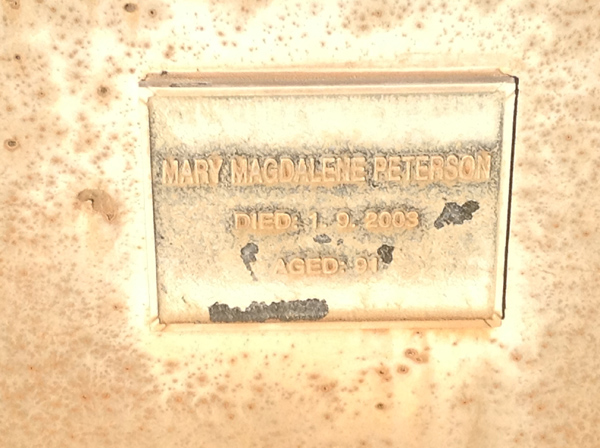 MARY MAGDALENE PETERSON
DIED: 1. 9. 2003
AGED: 91